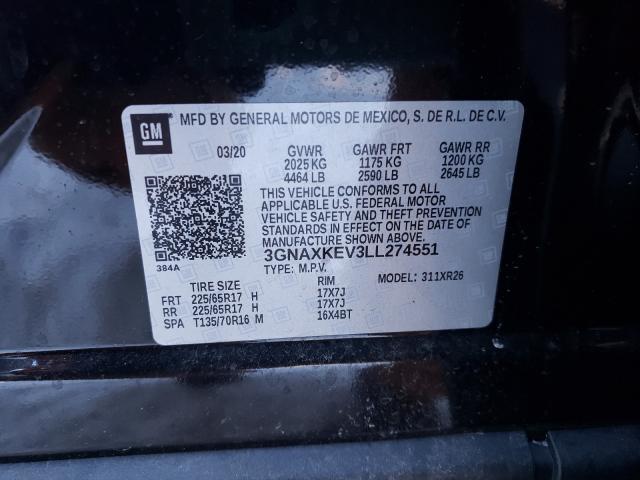 GM
MFD BY GENERAL MOTORS DE MEXICO, S. DE R.L. DE C.V.
03/20 GVWR GAWR FRT GAWR RR
2025 KG 1175 KG 1200 KG
4464 LB 2590 LB 2645 LB
THIS VEHICLE CONFORMS TO ALL
APPLICABLE U.S. FEDERAL MOTOR
VEHICLE SAFETY AND THEFT PREVENTION
STANDARDS IN EFFECT ON THE DATE OF
MANUFACTURE SHOWN ABOVE.
384A
3GNAXKEV3LL274551
TYPE: M.P.V. MODEL: 311XR26
TIRE SIZE RIM
FRT 225/65R17 H 17X7J
RR 225/65R17 H 17X7J
SPA T135/70R16 M 16X4BT